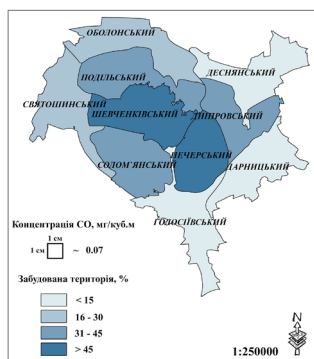 ОБОЛОНСЬКИЙ
ДЕСНЯНСЬКИЙ
ПОДІЛЬСЬКИЙ
СВЯТОШИНСЬКИЙ
ШЕВЧЕНКІВСЬКИЙ
ДНІПРОВСЬКИЙ
ПЕЧЕРСЬКИЙ
СОЛОМ'ЯНСЬКИЙ
ДАРНИЦЬКИЙ
ГОЛОСІЇВСЬКИЙ
Концентрація СО, мг/куб.м
1 см
1 см ~ 0.07
Забудована територія, %
< 15
16 - 30
31 - 45
> 45
N
1:250000